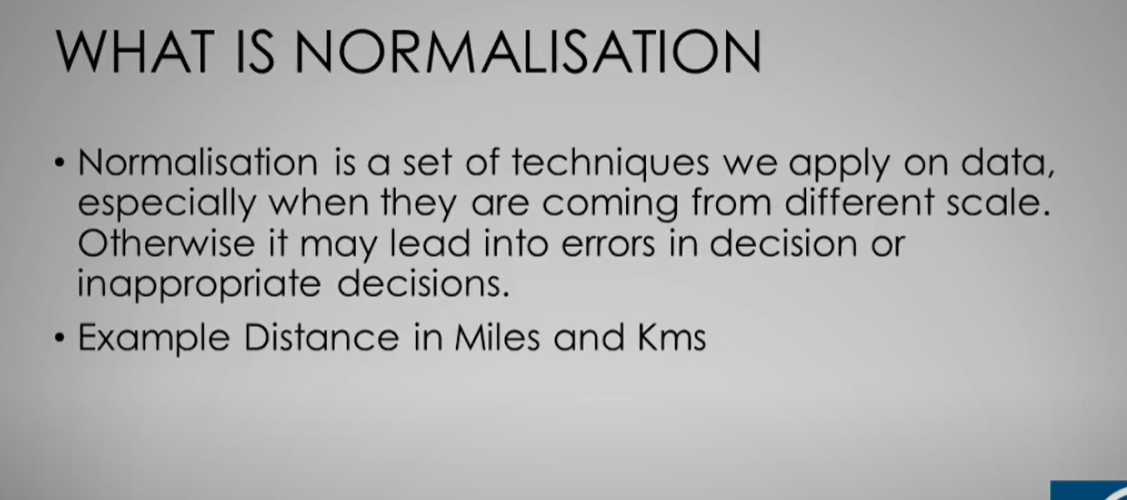 WHAT IS NORMALISATION
• Normalisation is a set of techniques we apply on data,
especially when they are coming from different scale.
Otherwise it may lead into errors in decision or
inappropriate decisions.
• Example Distance in Miles and Kms